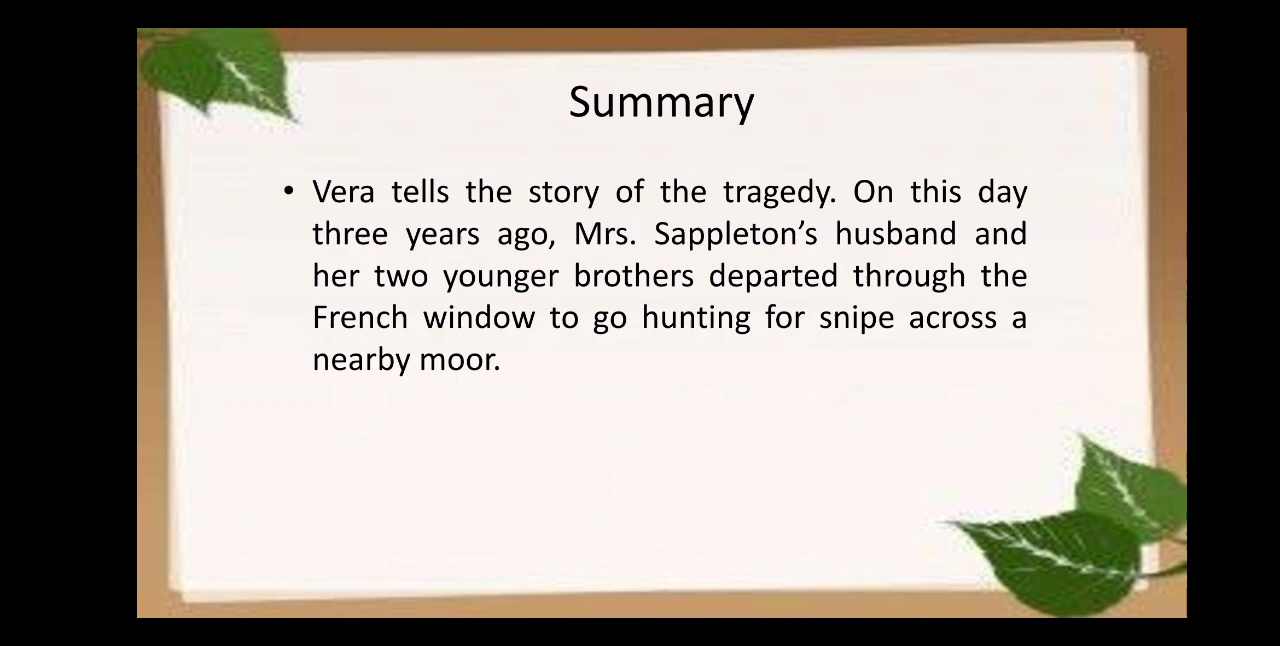 Summary
• Vera tells the story of the tragedy. On this day
three years ago, Mrs. Sappleton’s husband and
her two younger brothers departed through the
French window to go hunting for snipe across a
nearby moor.